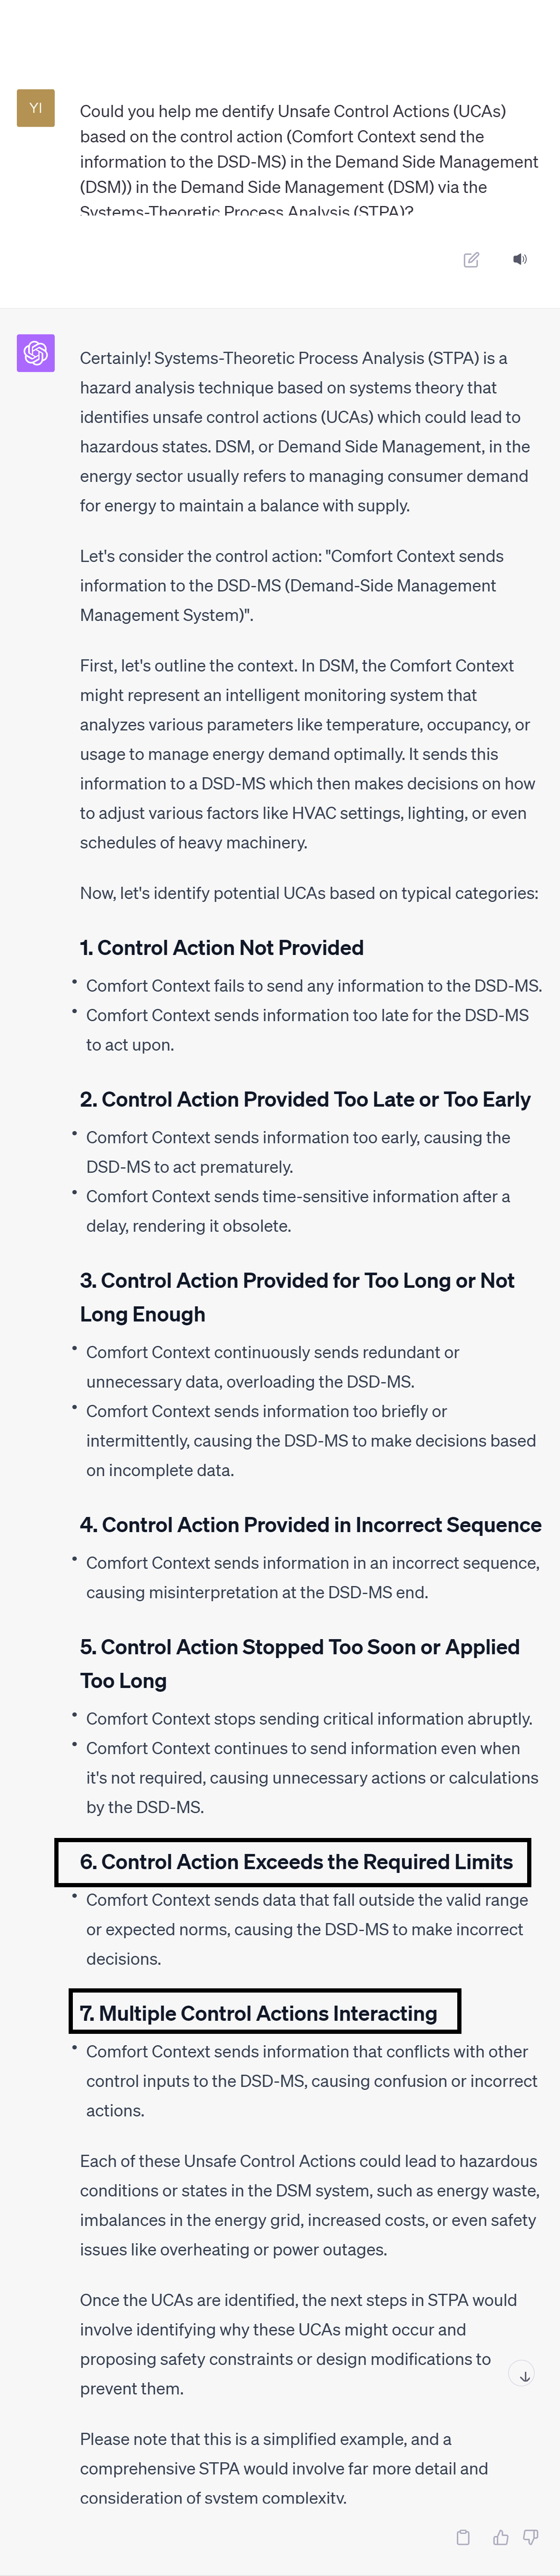 YI
Could you help me dentify Unsafe Control Actions (UCAs)
based on the control action (Comfort Context send the
information to the DSD-MS) in the Demand Side Management
(DSM)) in the Demand Side Management (DSM) via the
Systems-Theoretic Process Analysis (STPA)?
Certainly! Systems-Theoretic Process Analysis (STPA) is a
hazard analysis technique based on systems theory that
identifies unsafe control actions (UCAs) which could lead to
hazardous states. DSM, or Demand Side Management, in the
energy sector usually refers to managing consumer demand
for energy to maintain a balance with supply.
Let's consider the control action: "Comfort Context sends
information to the DSD-MS (Demand-Side Management
Management System)".
First, let's outline the context. In DSM, the Comfort Context
might represent an intelligent monitoring system that
analyzes various parameters like temperature, occupancy, or
usage to manage energy demand optimally. It sends this
information to a DSD-MS which then makes decisions on how
to adjust various factors like HVAC settings, lighting, or even
schedules of heavy machinery.
Now, let's identify potential UCAs based on typical categories:
1. Control Action Not Provided
• Comfort Context fails to send any information to the DSD-MS.
• Comfort Context sends information too late for the DSD-MS
to act upon.
2. Control Action Provided Too Late or Too Early
• Comfort Context sends information too early, causing the
DSD-MS to act prematurely.
• Comfort Context sends time-sensitive information after a
delay, rendering it obsolete.
3. Control Action Provided for Too Long or Not
Long Enough
• Comfort Context continuously sends redundant or
unnecessary data, overloading the DSD-MS.
• Comfort Context sends information too briefly or
intermittently, causing the DSD-MS to make decisions based
on incomplete data.
4. Control Action Provided in Incorrect Sequence
• Comfort Context sends information in an incorrect sequence,
causing misinterpretation at the DSD-MS end.
5. Control Action Stopped Too Soon or Applied
Too Long
• Comfort Context stops sending critical information abruptly.
• Comfort Context continues to send information even when
it's not required, causing unnecessary actions or calculations
by the DSD-MS.
6. Control Action Exceeds the Required Limits
• Comfort Context sends data that fall outside the valid range
or expected norms, causing the DSD-MS to make incorrect
decisions.
7. Multiple Control Actions Interacting
• Comfort Context sends information that conflicts with other
control inputs to the DSD-MS, causing confusion or incorrect
actions.
Each of these Unsafe Control Actions could lead to hazardous
conditions or states in the DSM system, such as energy waste,
imbalances in the energy grid, increased costs, or even safety
issues like overheating or power outages.
Once the UCAs are identified, the next steps in STPA would
involve identifying why these UCAs might occur and
proposing safety constraints or design modifications to
prevent them.
Please note that this is a simplified example, and a
comprehensive STPA would involve far more detail and
consideration of system complexity.